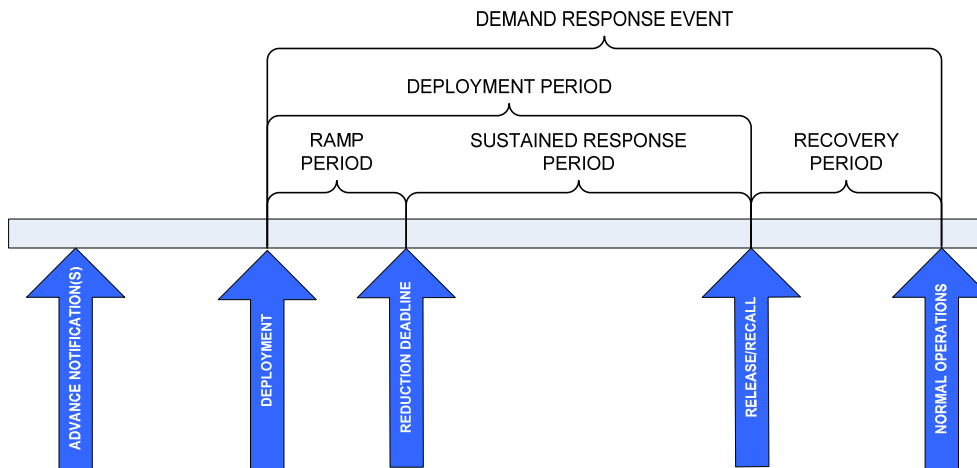 DEMAND RESPONSE EVENT
DEPLOYMENT PERIOD
RAMP
PERIOD
SUSTAINED RESPONSE
PERIOD
RECOVERY
PERIOD
ADVANCE NOTIFICATION(S)
DEPLOYMENT
REDUCTION DEADLINE
RELEASE/RECALL
NORMAL OPERATIONS